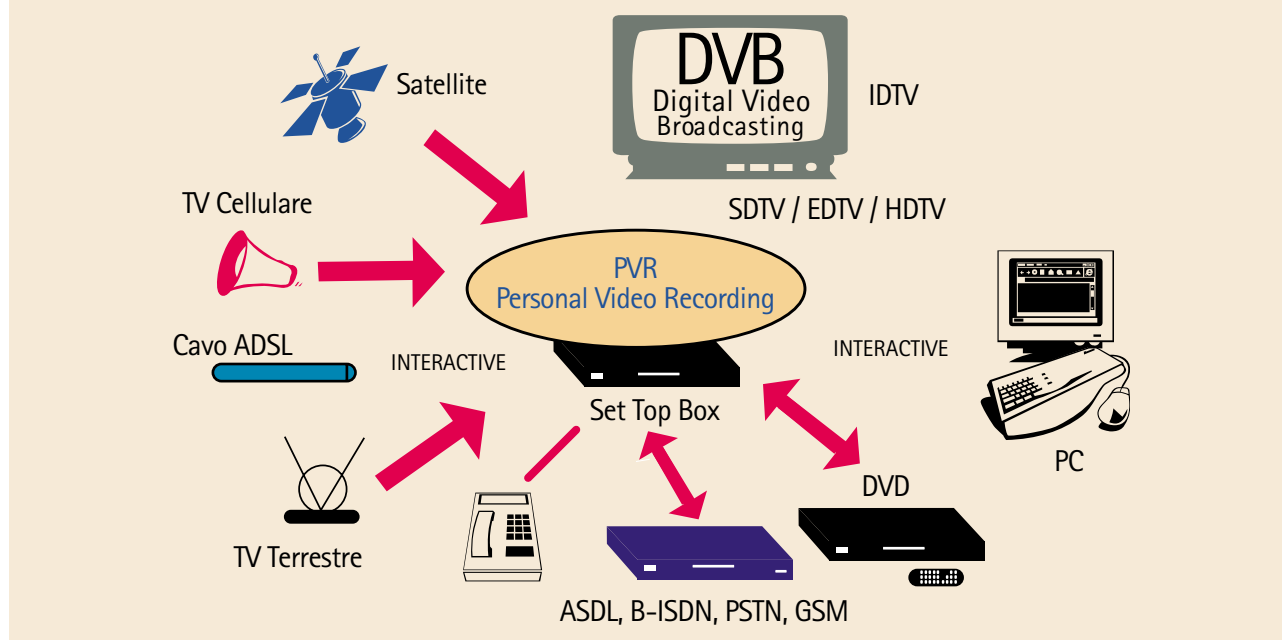 DVB
Digital Video
Broadcasting
IDTV
Satellite
SDTV / EDTV / HDTV
TV Cellulare
PVR
Personal Video Recording
Cavo ADSL
INTERACTIVE
INTERACTIVE
Set Top Box
PC
DVD
TV Terrestre
ASDL, B-ISDN, PSTN, GSM